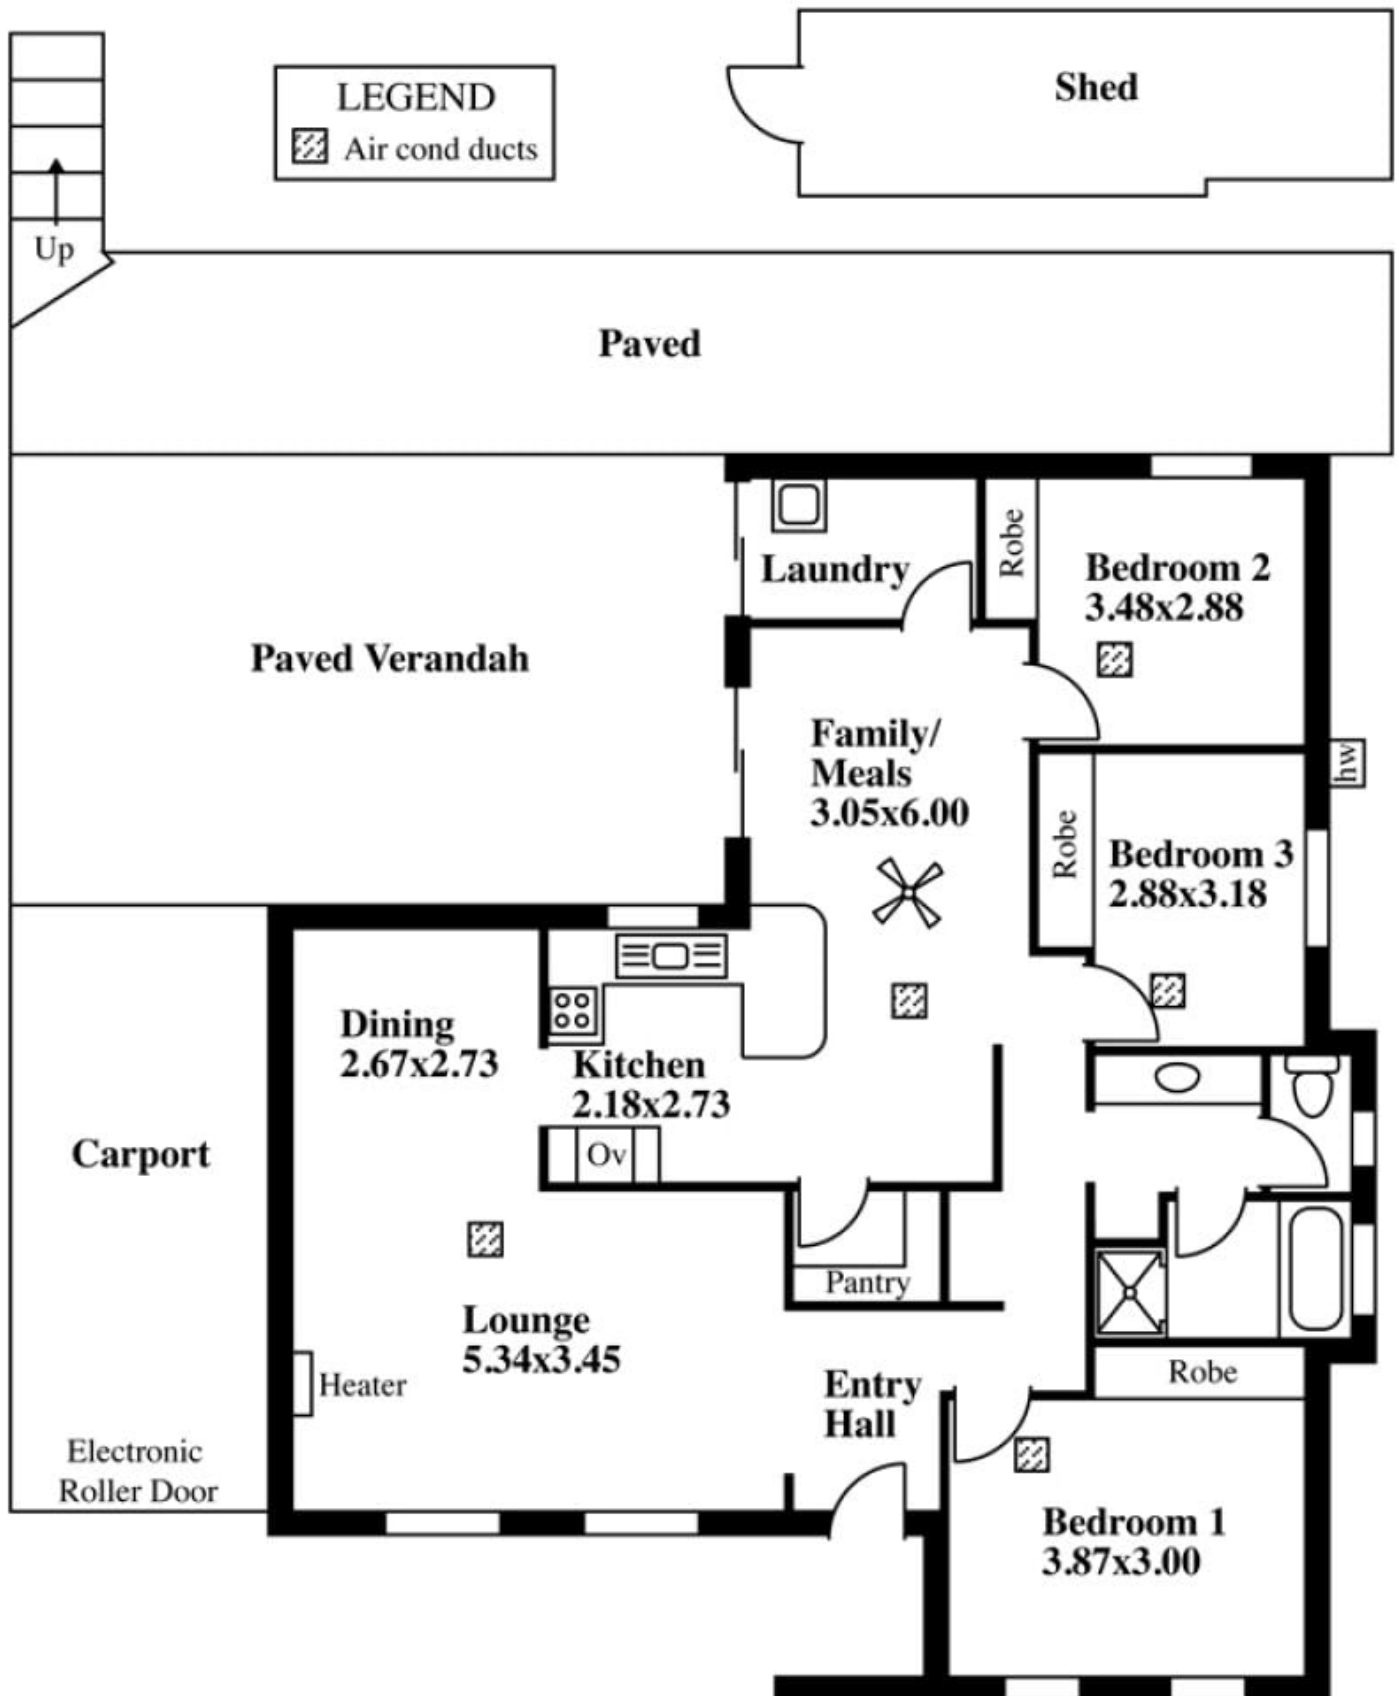 LEGEND
Air cond ducts
Shed
Up
Paved
Robe
Laundry
Bedroom 2
3.48x2.88
Paved Verandah
Family/
Meals
3.05x6.00
hw
Robe
Bedroom 3
2.88x3.18
Dining
2.67x2.73
Kitchen
2.18x2.73
Carport
Ov
Pantry
Lounge
5.34x3.45
Heater
Entry
Hall
Robe
Electronic
Roller Door
Bedroom 1
3.87x3.00